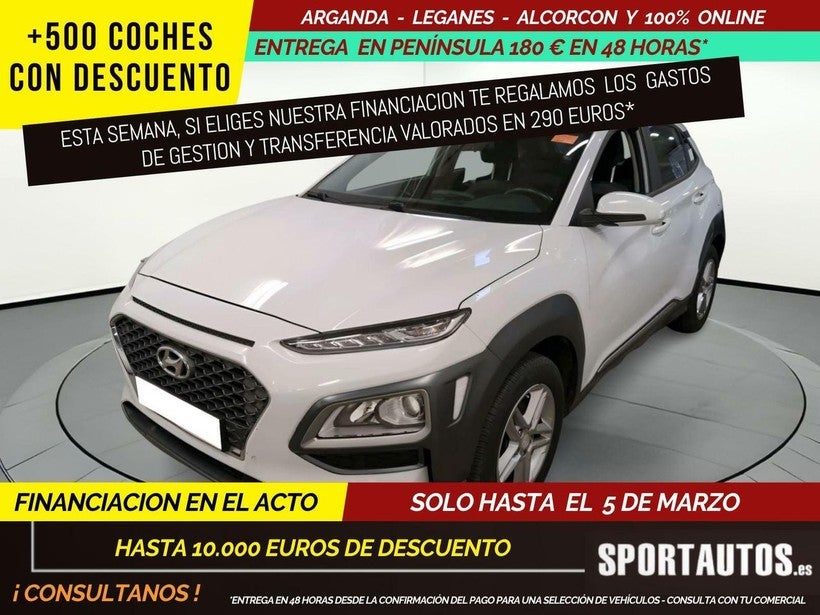 +500 COCHES
CON DESCUENTO
ARGANDA - LEGANES - ALCORCON Y 100% ONLINE
ENTREGA EN PENÍNSULA 180 € EN 48 HORAS*
ESTA SEMANA, SI ELIGES NUESTRA FINANCIACION TE REGALAMOS LOS GASTOS
DE GESTION Y TRANSFERENCIA VALORADOS EN 290 EUROS*
FINANCIACION EN EL ACTO
SOLO HASTA EL 5 DE MARZO
HASTA 10.000 EUROS DE DESCUENTO
SPORTAUTOS.es
¡ CONSULTANOS !
*ENTREGA EN 48 HORAS DESDE LA CONFIRMACIÓN DEL PAGO PARA UNA SELECCIÓN DE VEHÍCULOS - CONSULTA CON TU COMERCIAL